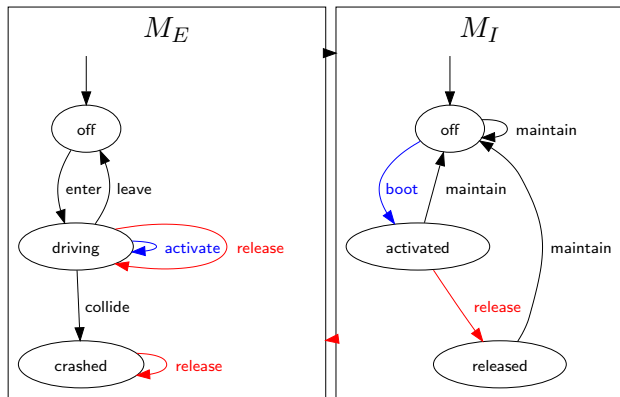 M_E
off
enter
leave
driving
activate
release
collide
crashed
release
M_I
off
maintain
boot
maintain
activated
maintain
release
released